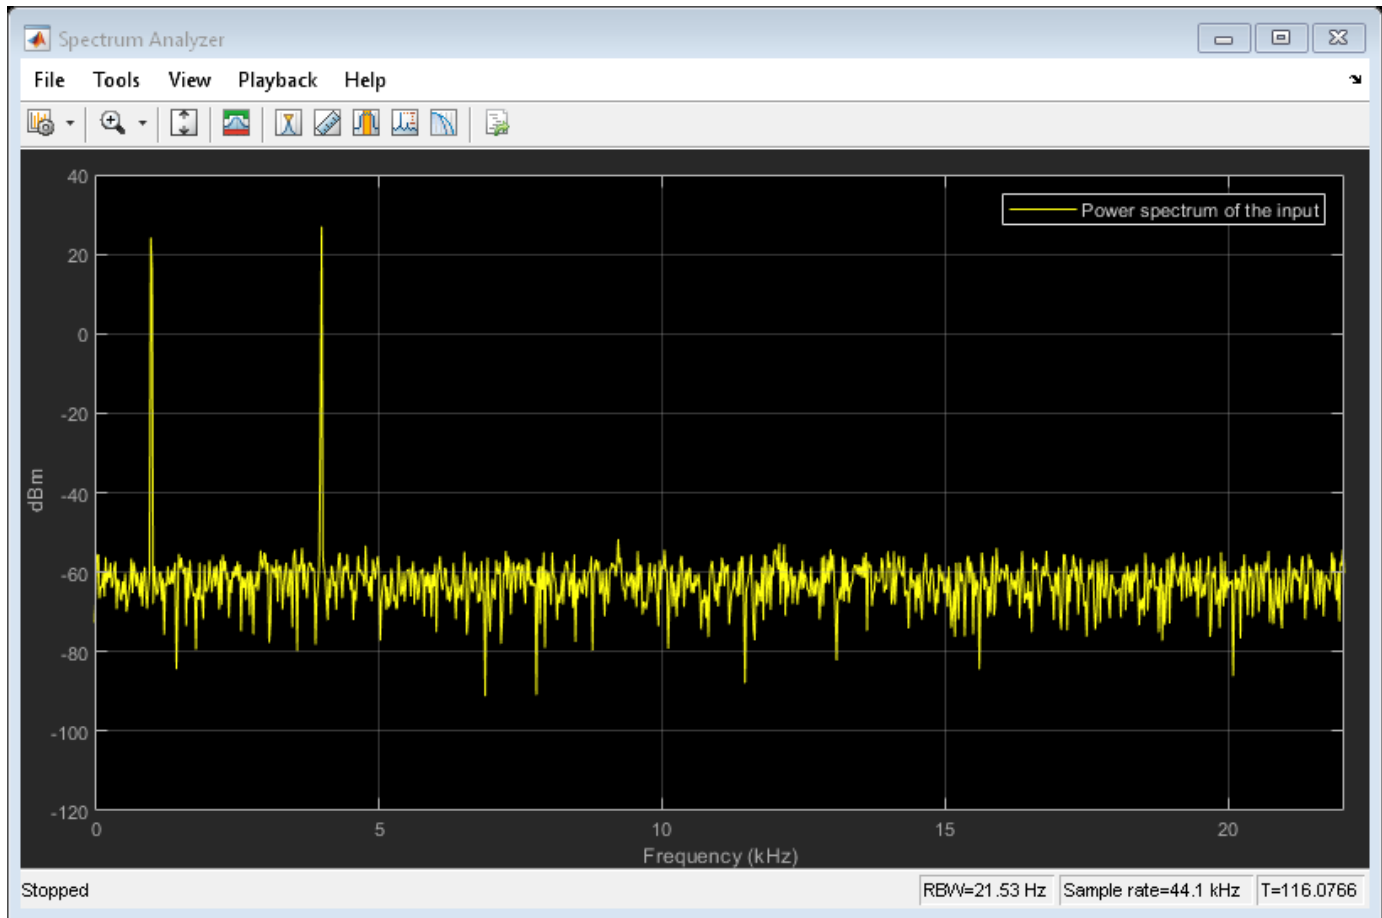 Spectrum Analyzer
File Tools View Playback Help
40
20
0
-20
-40
-60
-80
-100
-120
dBm
Power spectrum of the input
0 5 10 15 20
Frequency (kHz)
Stopped RBW=21.53 Hz Sample rate=44.1 kHz T=116.0766